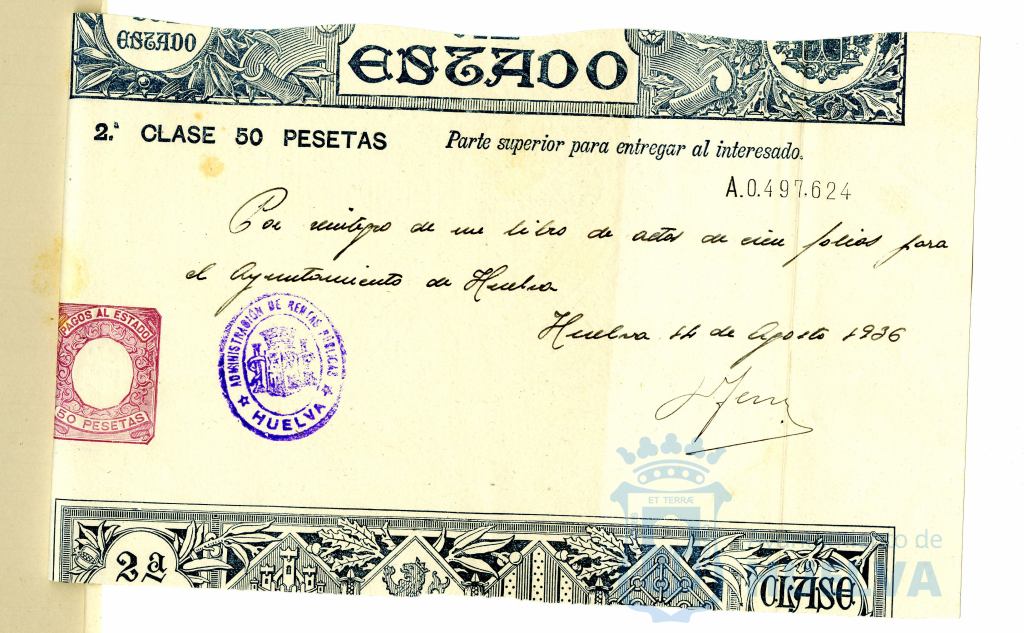 ESTADO
ESTADO
2.ª CLASE 50 PESETAS
Parte superior para entregar al interesado.
A.0.497.624
Por reintegro de un libro de actas de cien folios para
el Ayuntamiento de Huelva
Huelva 14 de Agosto 1936
PAGOS AL ESTADO
50 PESETAS
ADMINISTRACIÓN DE RENTAS PÚBLICAS
HUELVA
ET TERRÆ
2ª
CLASE
o de
LVA